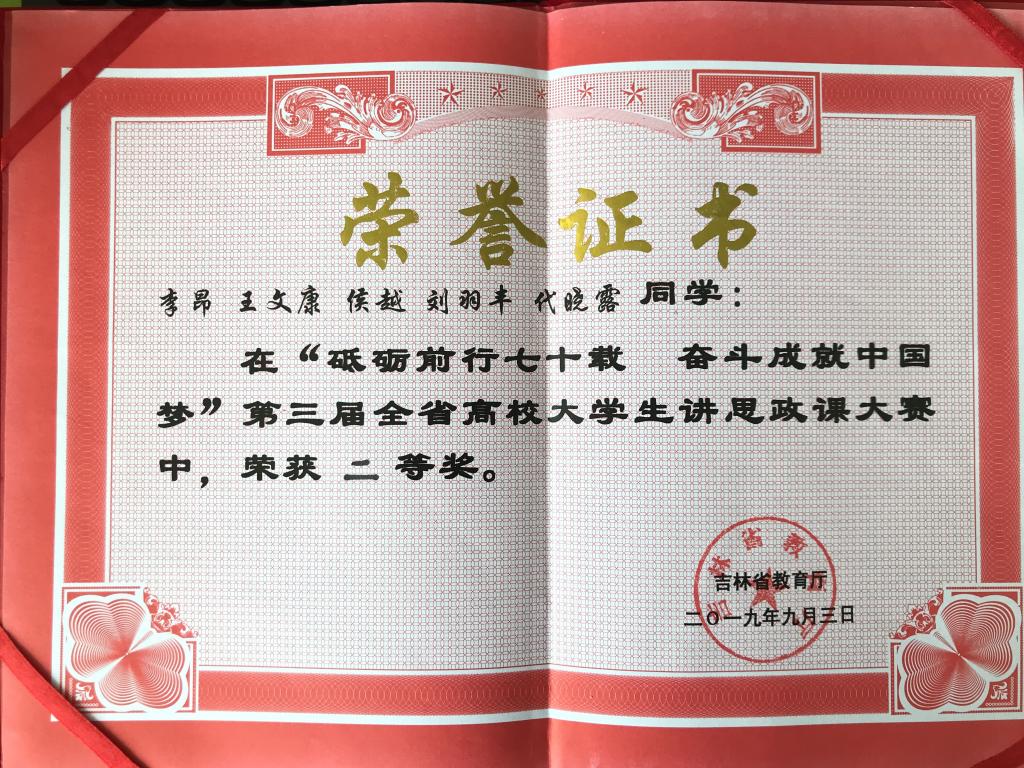 荣誉证书
李昂 王文康 侯越 刘羽丰 代晓露 同学：
在“砥砺前行七十载 奋斗成就中国
梦”第三届全省高校大学生讲思政课大赛
中，荣获 二 等奖。
吉林省教育厅
二〇一九年九月三日